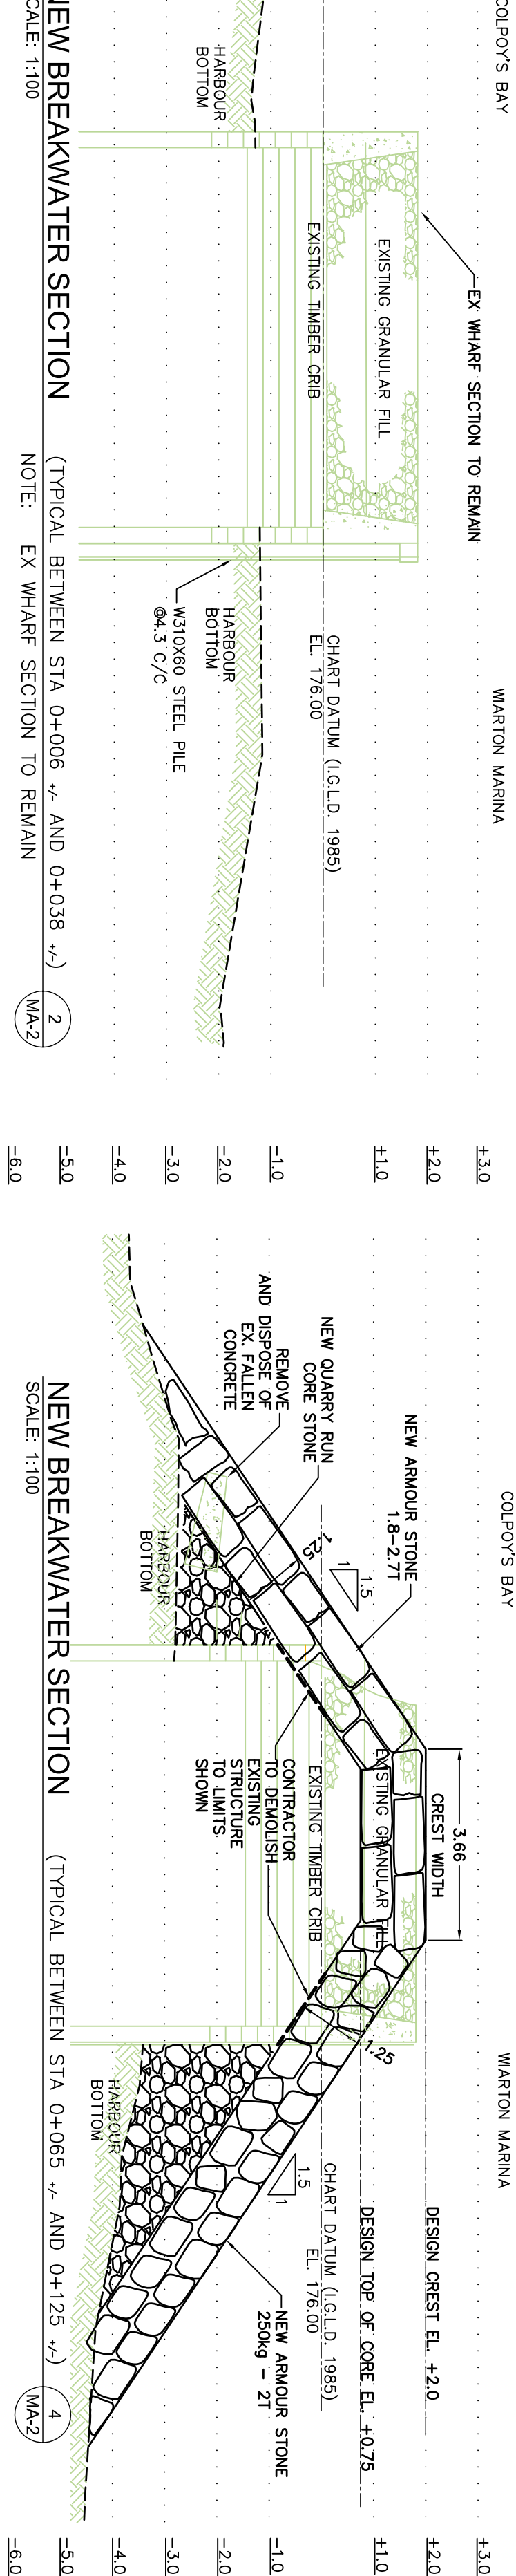 COLPOY'S BAY
WIARTON MARINA
EX WHARF SECTION TO REMAIN
EXISTING GRANULAR FILL
EXISTING TIMBER CRIB
CHART DATUM (I.G.L.D. 1985)
EL. 176.00
HARBOUR
BOTTOM
HARBOUR
BOTTOM
W310X60 STEEL PILE
@4.3 C/C
NEW BREAKWATER SECTION
SCALE: 1:100
(TYPICAL BETWEEN STA 0+006 +/- AND 0+038 +/-)
NOTE: EX WHARF SECTION TO REMAIN
2
MA-2
+3.0
+2.0
+1.0
-1.0
-2.0
-3.0
-4.0
-5.0
-6.0
COLPOY'S BAY
WIARTON MARINA
NEW ARMOUR STONE
1.8-2.7T
NEW QUARRY RUN
CORE STONE
REMOVE
AND DISPOSE OF
EX. FALLEN
CONCRETE
1.25
1
1.5
3.66
CREST WIDTH
EXISTING GRANULAR FILL
EXISTING TIMBER CRIB
CONTRACTOR
TO DEMOLISH
EXISTING
STRUCTURE
TO LIMITS
SHOWN
1.25
1.5
1
DESIGN CREST EL. +2.0
DESIGN TOP OF CORE EL. +0.75
CHART DATUM (I.G.L.D. 1985)
EL. 176.00
NEW ARMOUR STONE
250kg - 2T
HARBOUR
BOTTOM
HARBOUR
BOTTOM
NEW BREAKWATER SECTION
SCALE: 1:100
(TYPICAL BETWEEN STA 0+065 +/- AND 0+125 +/-)
4
MA-2
+3.0
+2.0
+1.0
-1.0
-2.0
-3.0
-4.0
-5.0
-6.0